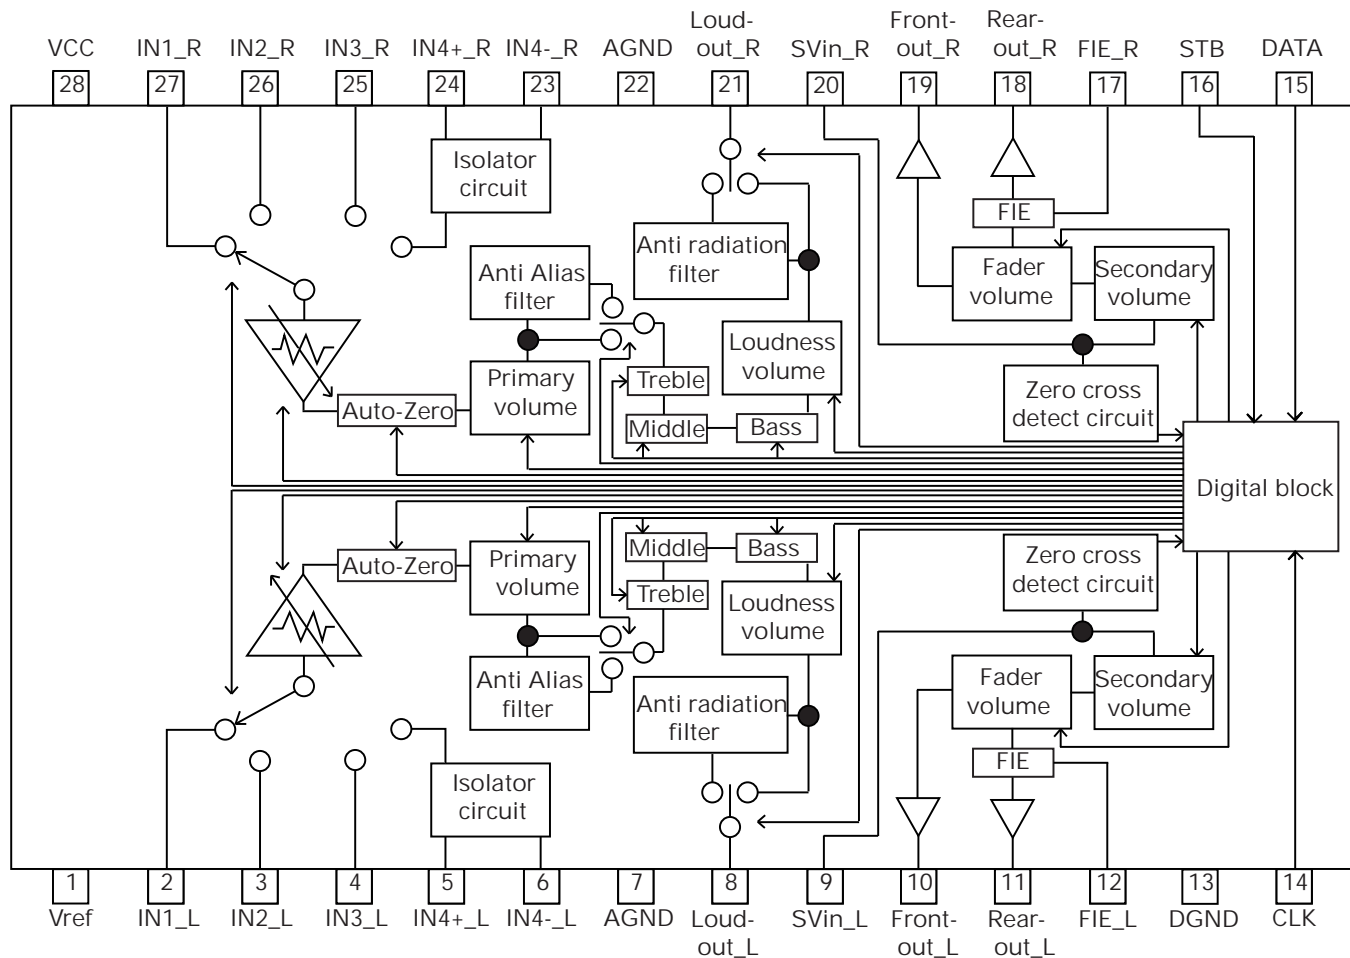 Loud-
Front-
Rear-
VCC
IN1_R
IN2_R
IN3_R
IN4+_R
IN4-_R
AGND
out_R
SVin_R
out_R
out_R
FIE_R
STB
DATA
28
27
26
25
24
23
22
21
20
19
18
17
16
15
Isolator
circuit
FIE
Anti radiation
filter
Anti Alias
filter
Fader
volume
Secondary
volume
Loudness
volume
Primary
volume
Treble
Zero cross
detect circuit
Auto-Zero
Middle
Bass
Digital block
Middle
Bass
Zero cross
detect circuit
Auto-Zero
Primary
volume
Treble
Loudness
volume
Anti Alias
filter
Anti radiation
filter
Fader
volume
Secondary
volume
FIE
Isolator
circuit
1
2
3
4
5
6
7
8
9
10
11
12
13
14
Vref
IN1_L
IN2_L
IN3_L
IN4+_L
IN4-_L
AGND
Loud-
out_L
SVin_L
Front-
out_L
Rear-
out_L
FIE_L
DGND
CLK